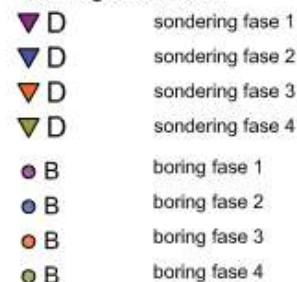 D sondering fase 1
D sondering fase 2
D sondering fase 3
D sondering fase 4
B boring fase 1
B boring fase 2
B boring fase 3
B boring fase 4